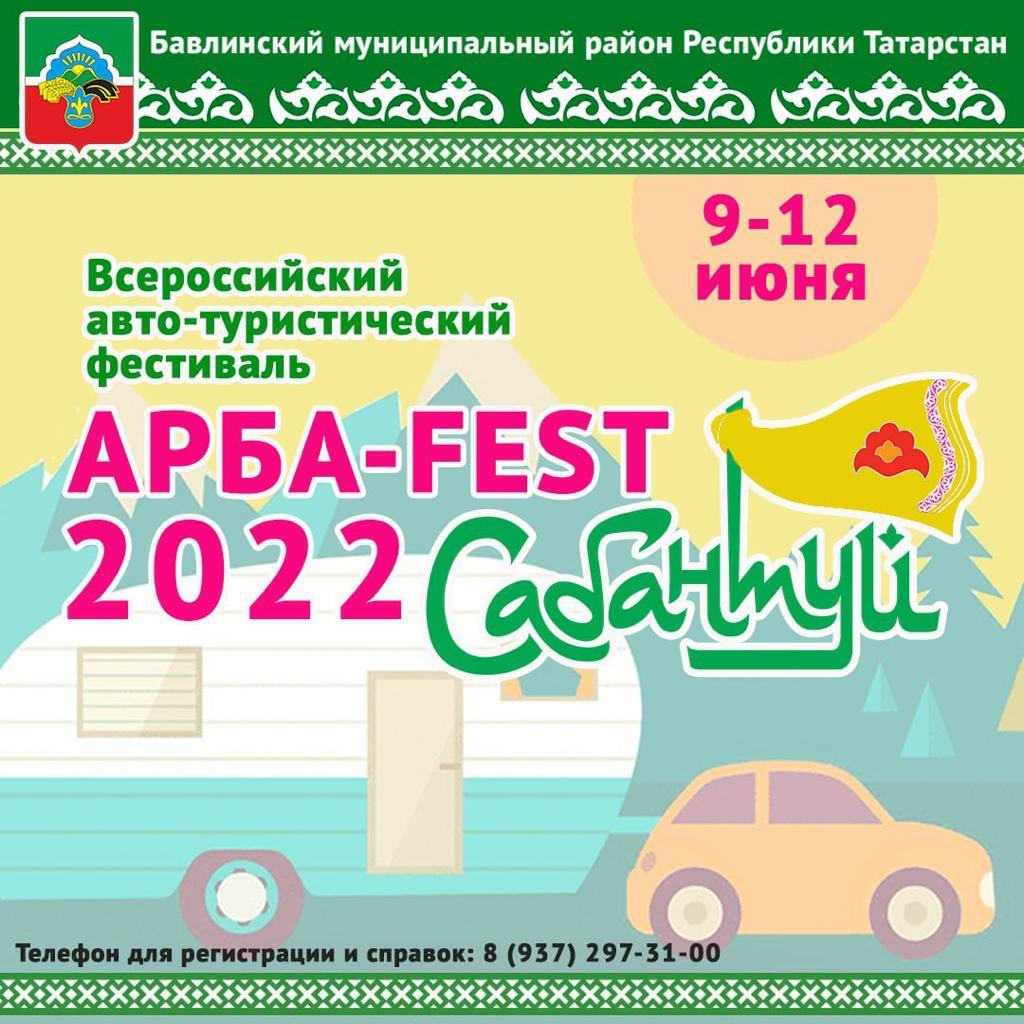 Бавлинский муниципальный район Республики Татарстан
9-12
июня
Всероссийский
авто-туристический
фестиваль
АРБА-FEST
2022
Сабантуй
Телефон для регистрации и справок: 8 (937) 297-31-00